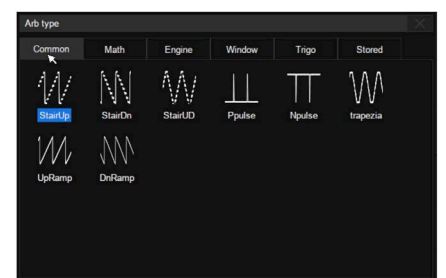 Arb type
Common Math Engine Window Trigo Stored
StairUp StairDn StairUD Ppulse Npulse trapezia
UpRamp DnRamp